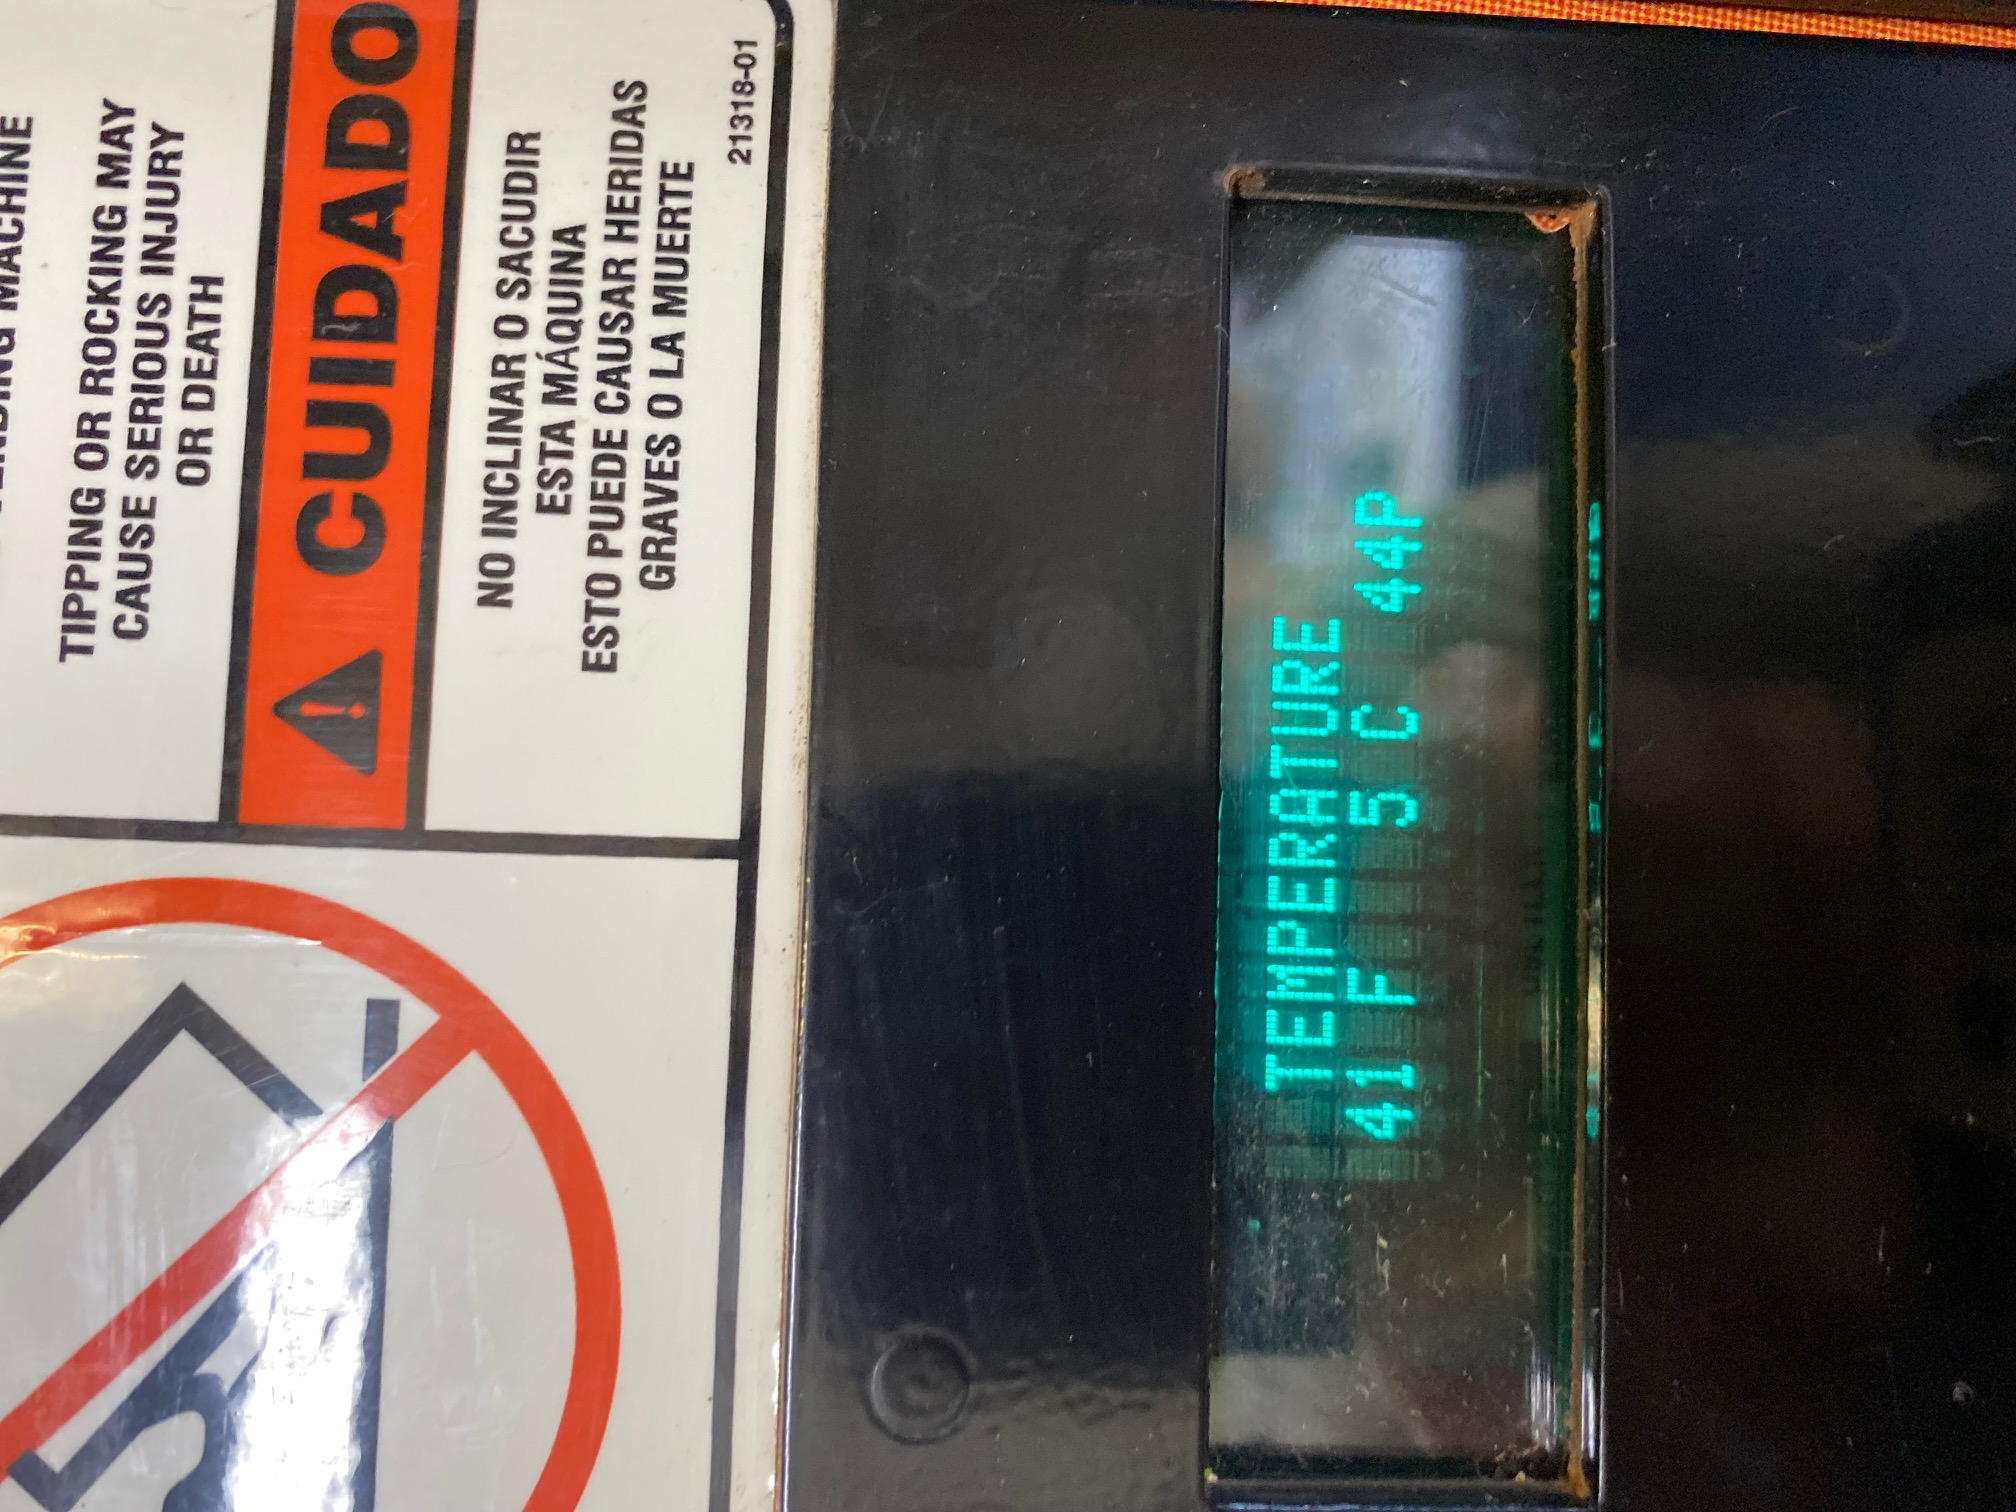 TIPPING OR ROCKING MAY
CAUSE SERIOUS INJURY
OR DEATH
CUIDADO
NO INCLINAR O SACUDIR
ESTA MÁQUINA
ESTO PUEDE CAUSAR HERIDAS
GRAVES O LA MUERTE
21318-01
TEMPERATURE
41 F 5 C 44P